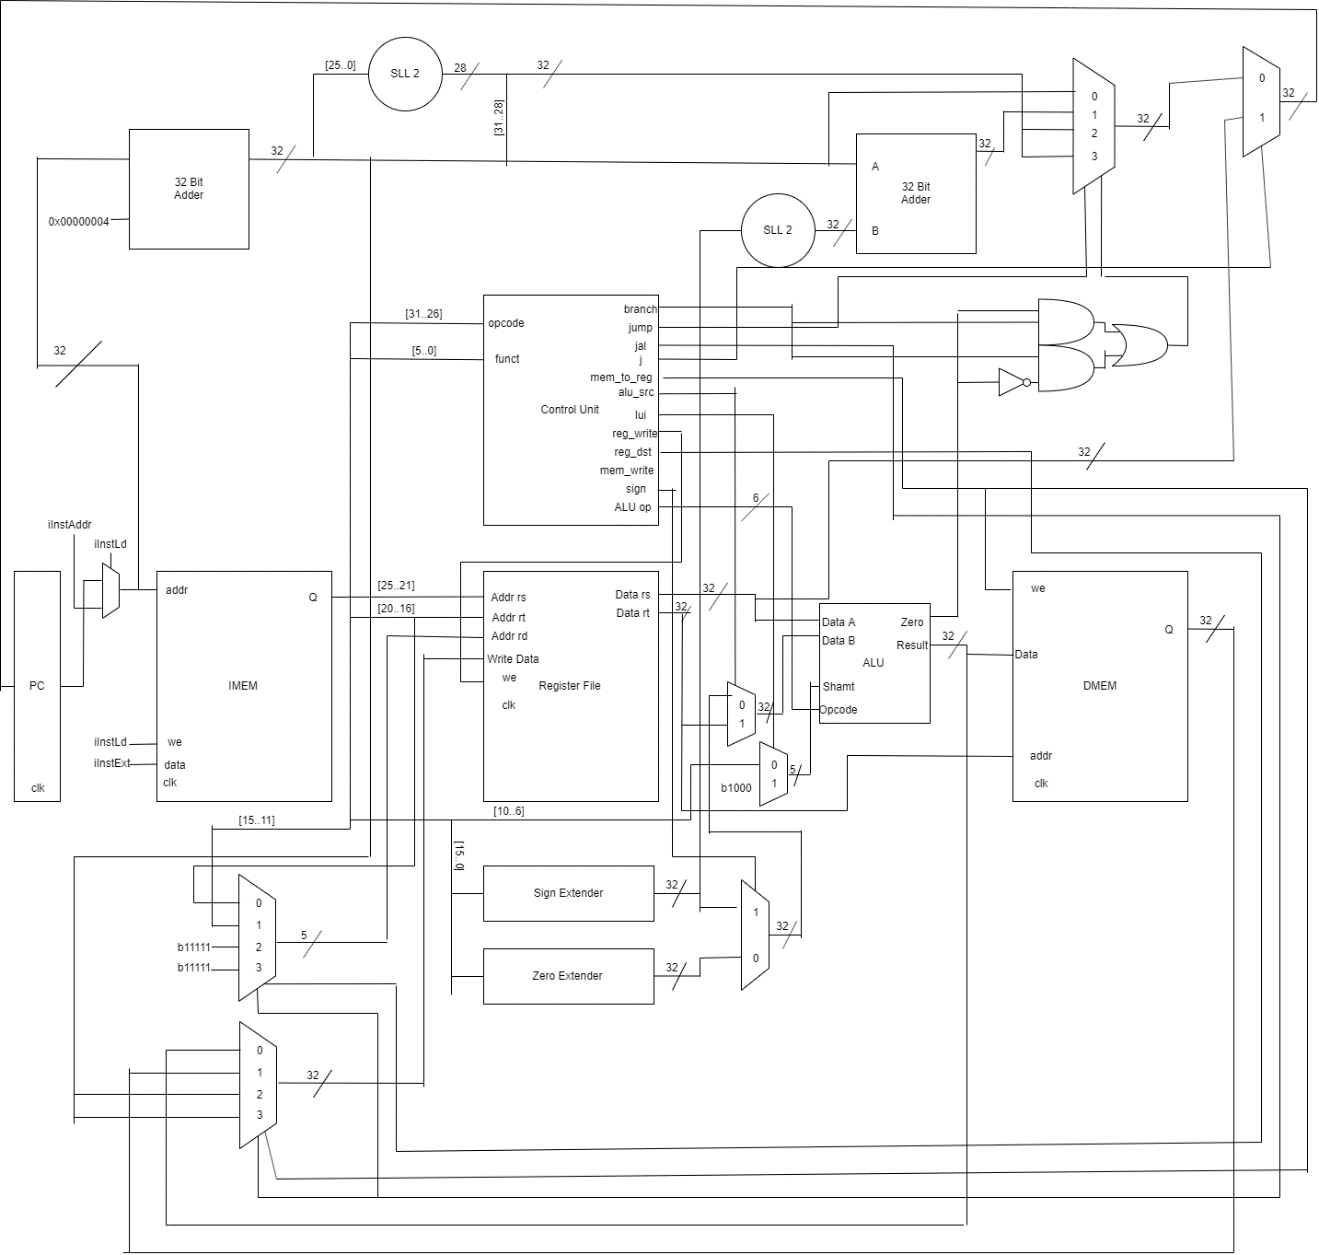 [25..0]
SLL 2
28
32
[31..28]
0
1
2
3
32
0
1
32
32
32 Bit
Adder
0x00000004
A
32 Bit
Adder
B
32
SLL 2
32
32
[31..26]
opcode
[5..0]
funct
Control Unit
branch
jump
jal
j
mem_to_reg
alu_src
lui
reg_write
reg_dst
mem_write
sign
ALU op
6
32
iInstAddr
iInstLd
PC
clk
addr
Q
IMEM
iInstLd
we
iInstExt
data
clk
[25..21]
[20..16]
Addr rs
Addr rt
Addr rd
Write Data
we
clk
Register File
Data rs
Data rt
32
32
Data A
Data B
ALU
Shamt
Opcode
Zero
Result
32
we
Data
DMEM
addr
clk
Q
32
0
1
32
0
1
b1000
5
[15..11]
[10..6]
[15..0]
Sign Extender
32
Zero Extender
32
1
0
32
0
1
2
3
b11111
b11111
5
0
1
2
3
32